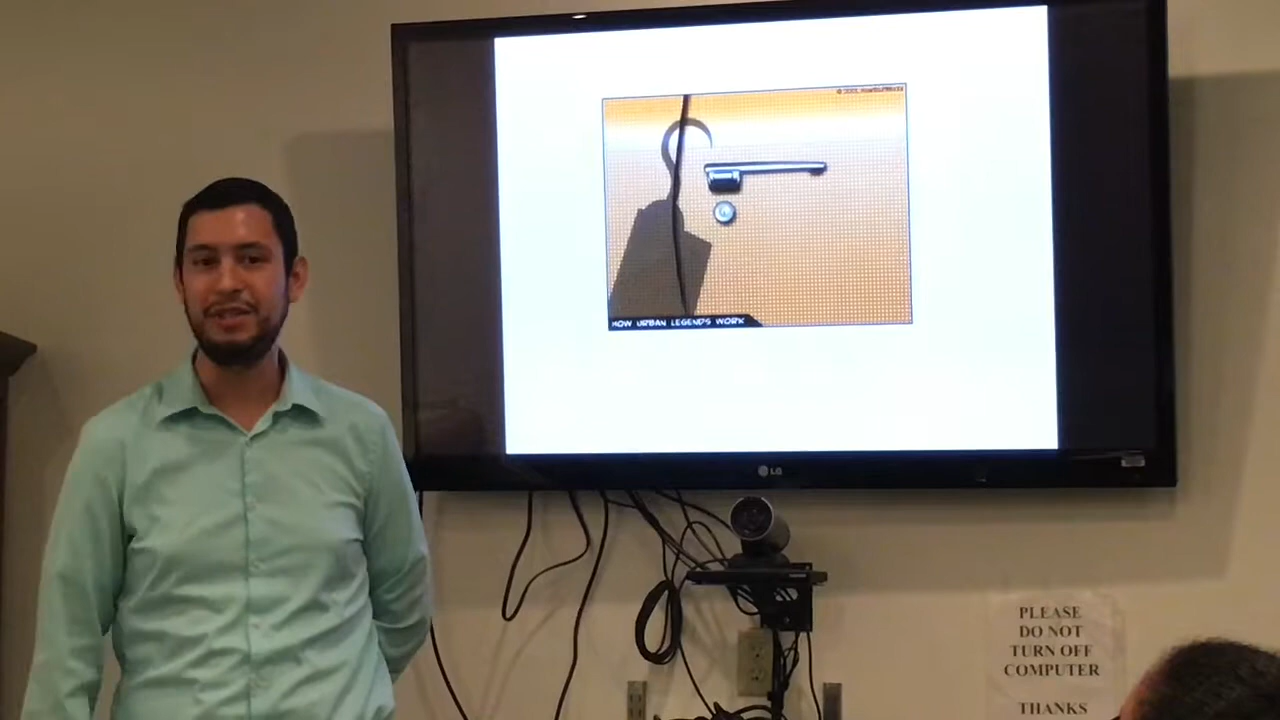 HOW URBAN LEGENDS WORK
LG
PLEASE
DO NOT
TURN OFF
COMPUTER
THANKS